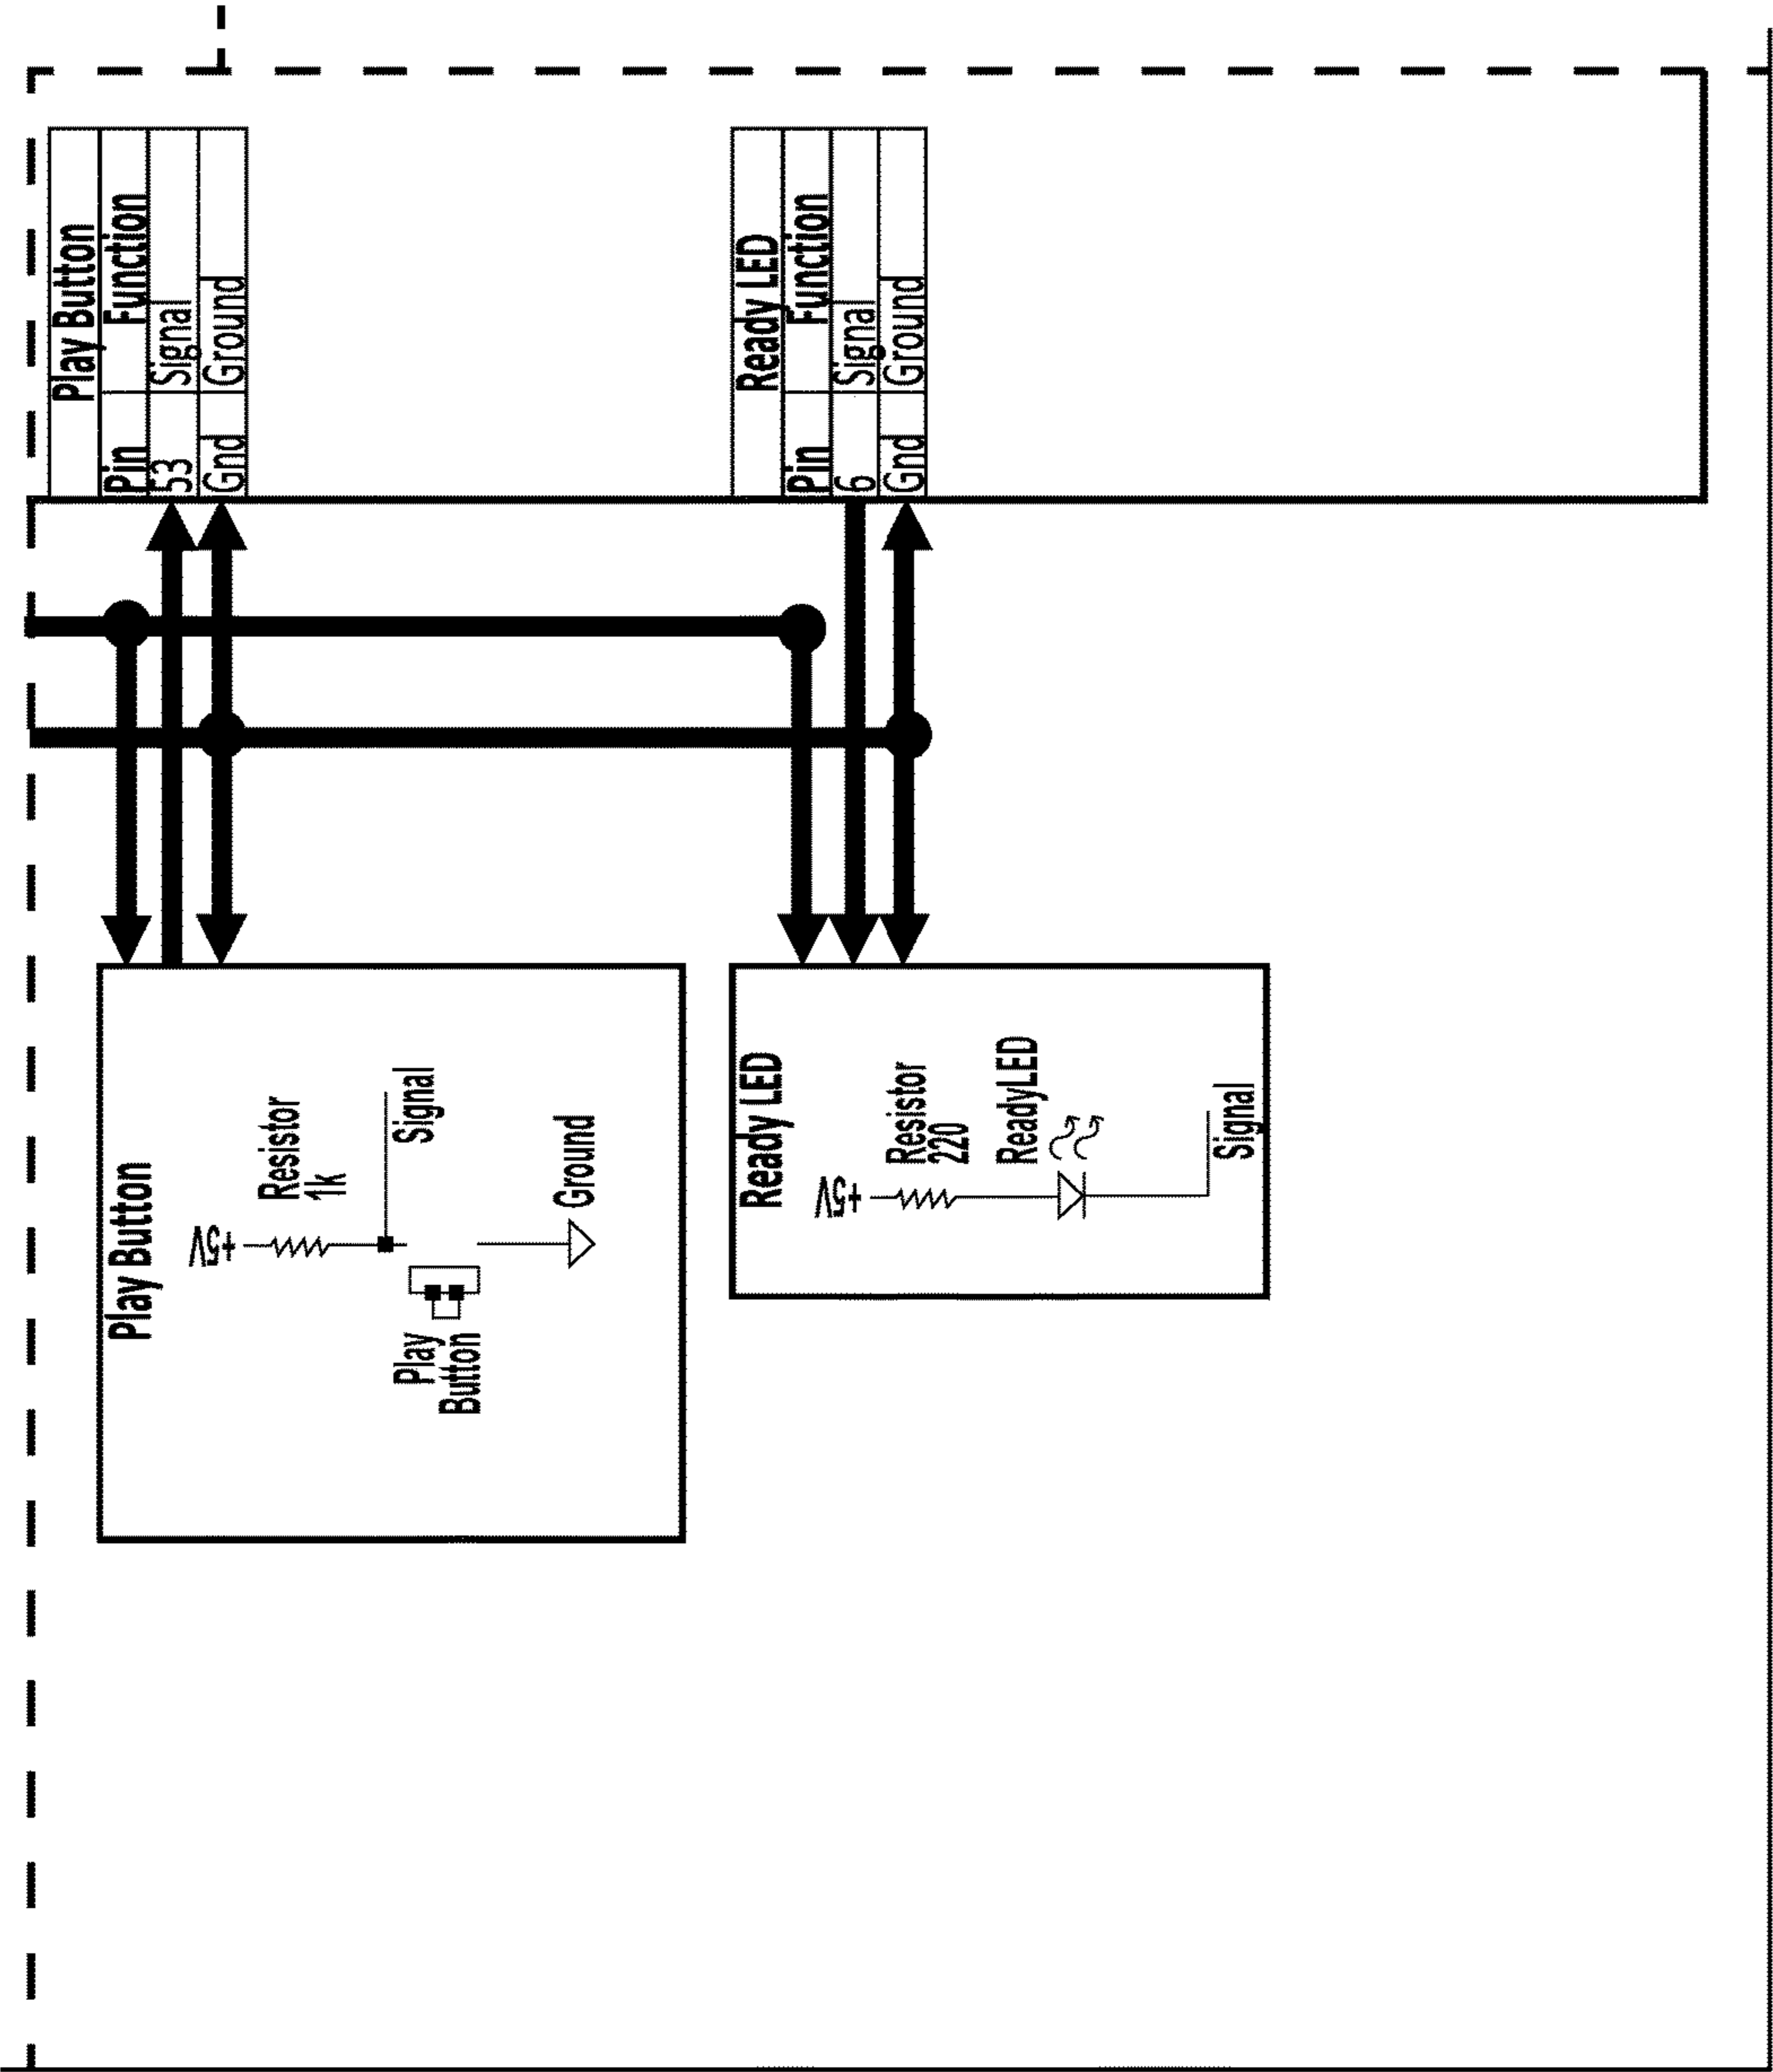 Play Button
+5V
Resistor
1k
Play
Button
Signal
Ground
Play Button
Pin Function
53 Signal
Gnd Ground
Ready LED
+5V
Resistor
220
ReadyLED
Signal
Ready LED
Pin Function
6 Signal
Gnd Ground